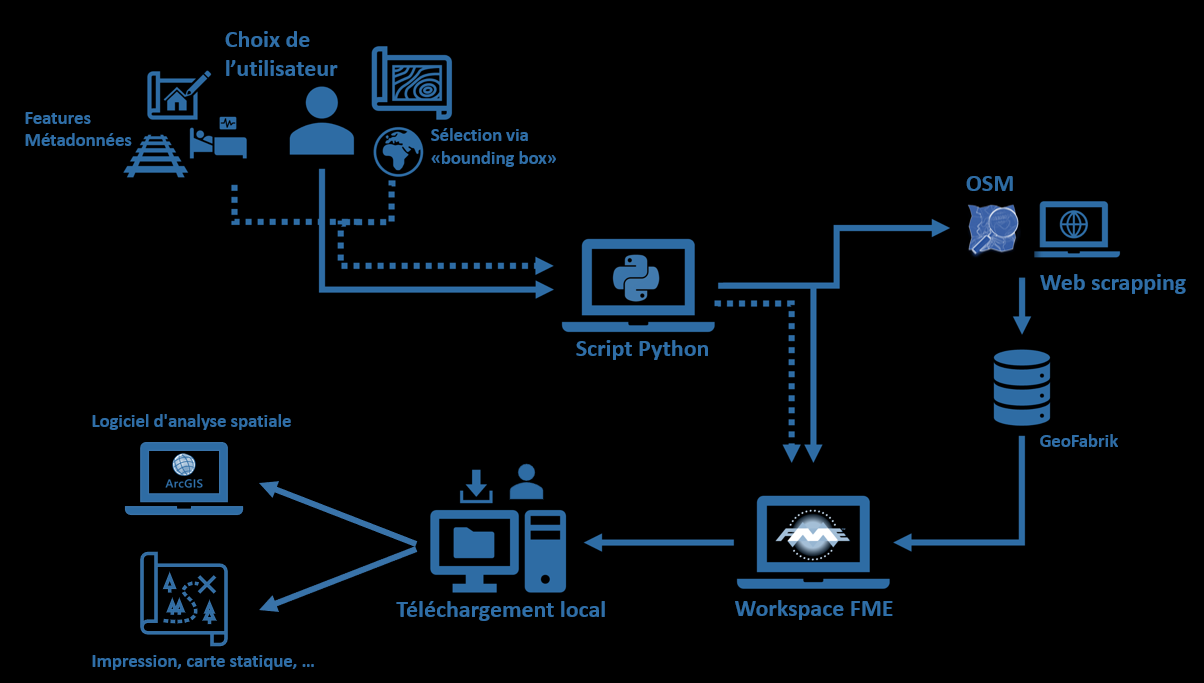 Choix de
l’utilisateur
Features
Métadonnées
Sélection via
«bounding box»
OSM
Web scrapping
Script Python
GeoFabrik
Logiciel d'analyse spatiale
ArcGIS
FME
Workspace FME
Téléchargement local
Impression, carte statique, ...